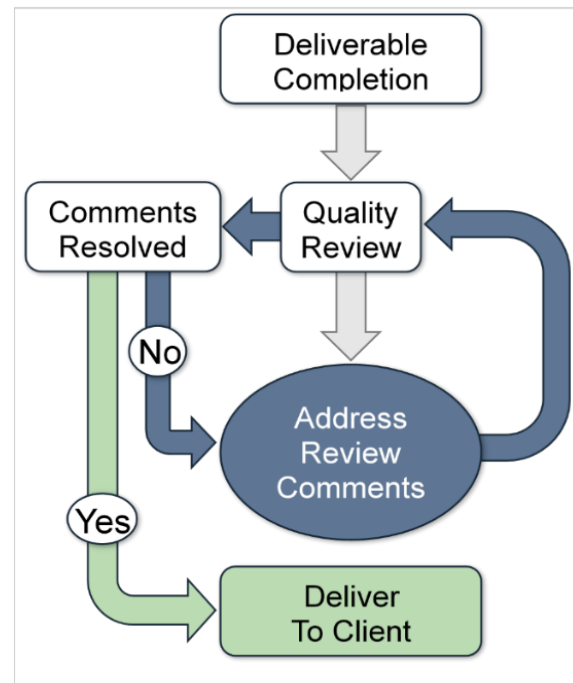 Deliverable
Completion
Comments
Resolved
Quality
Review
No
Address
Review
Comments
Yes
Deliver
To Client